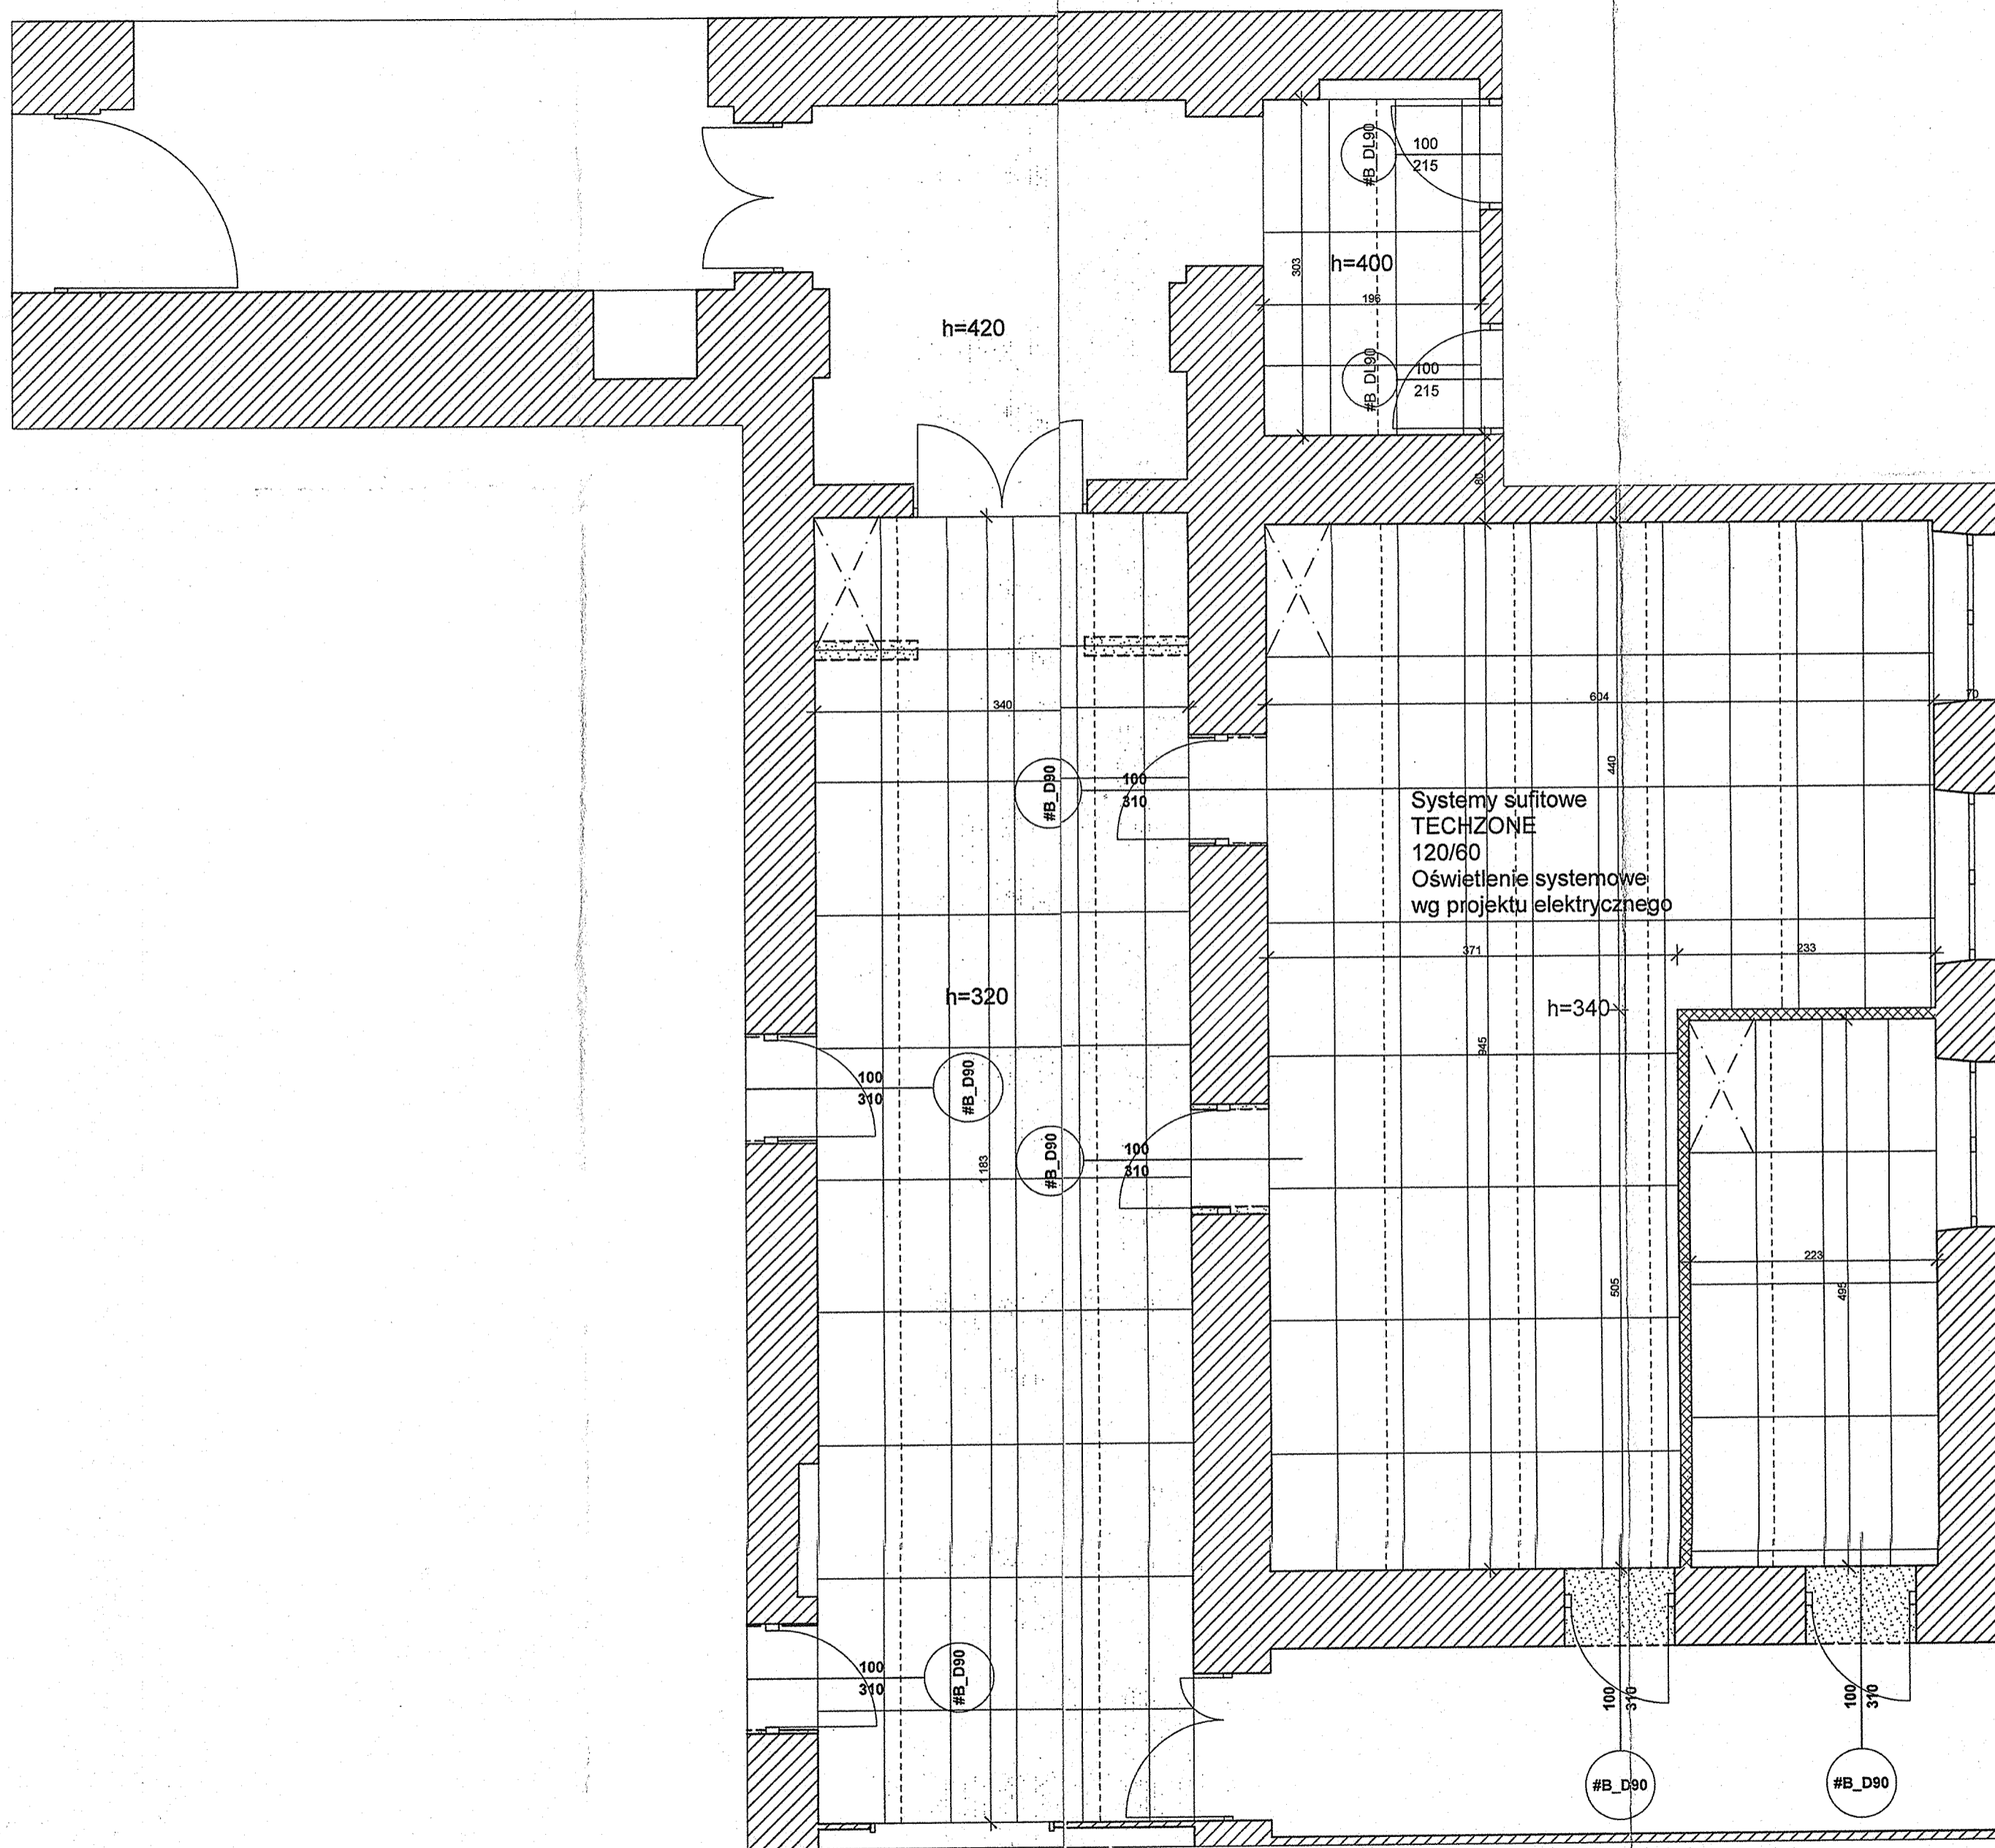 #B_DL90
100
215
303
h=400
196
h=420
#B_DL90
100
215
80
340
604
70
#B_D90
100
310
440
Systemy sufitowe
TECHZONE
120/60
Oświetlenie systemowe
wg projektu elektrycznego
371
233
h=320
h=340
945
100
310
#B_D90
#B_D90
100
310
1183
223
505
495
100
310
#B_D90
100
310
100
310
#B_D90
#B_D90